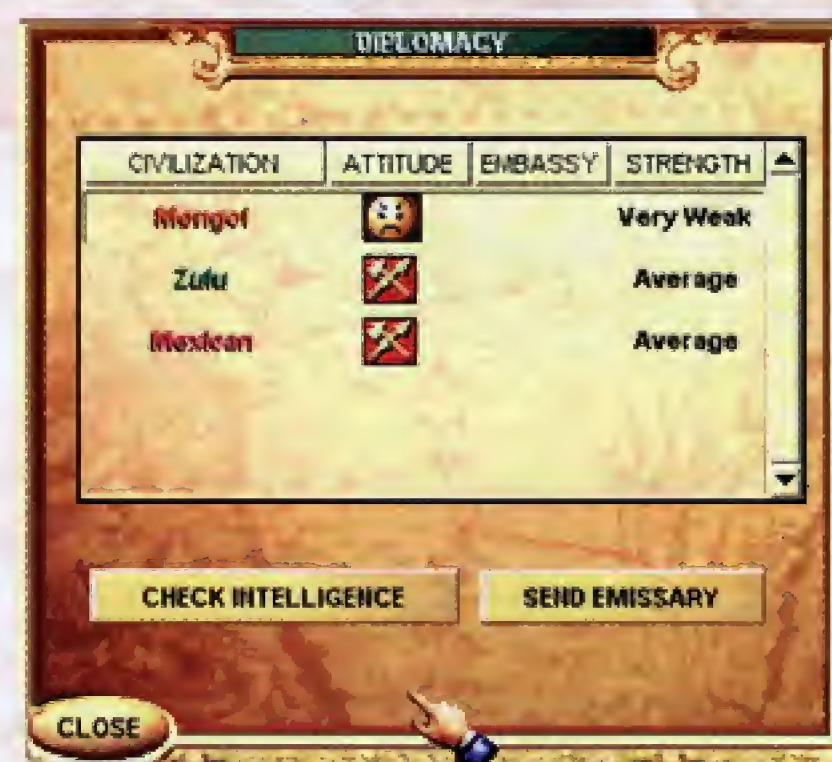 DIPLOMACY
CIVILIZATION ATTITUDE EMBASSY STRENGTH
Mongol Very Weak
Zulu Average
Mexican Average
CHECK INTELLIGENCE SEND EMISSARY
CLOSE